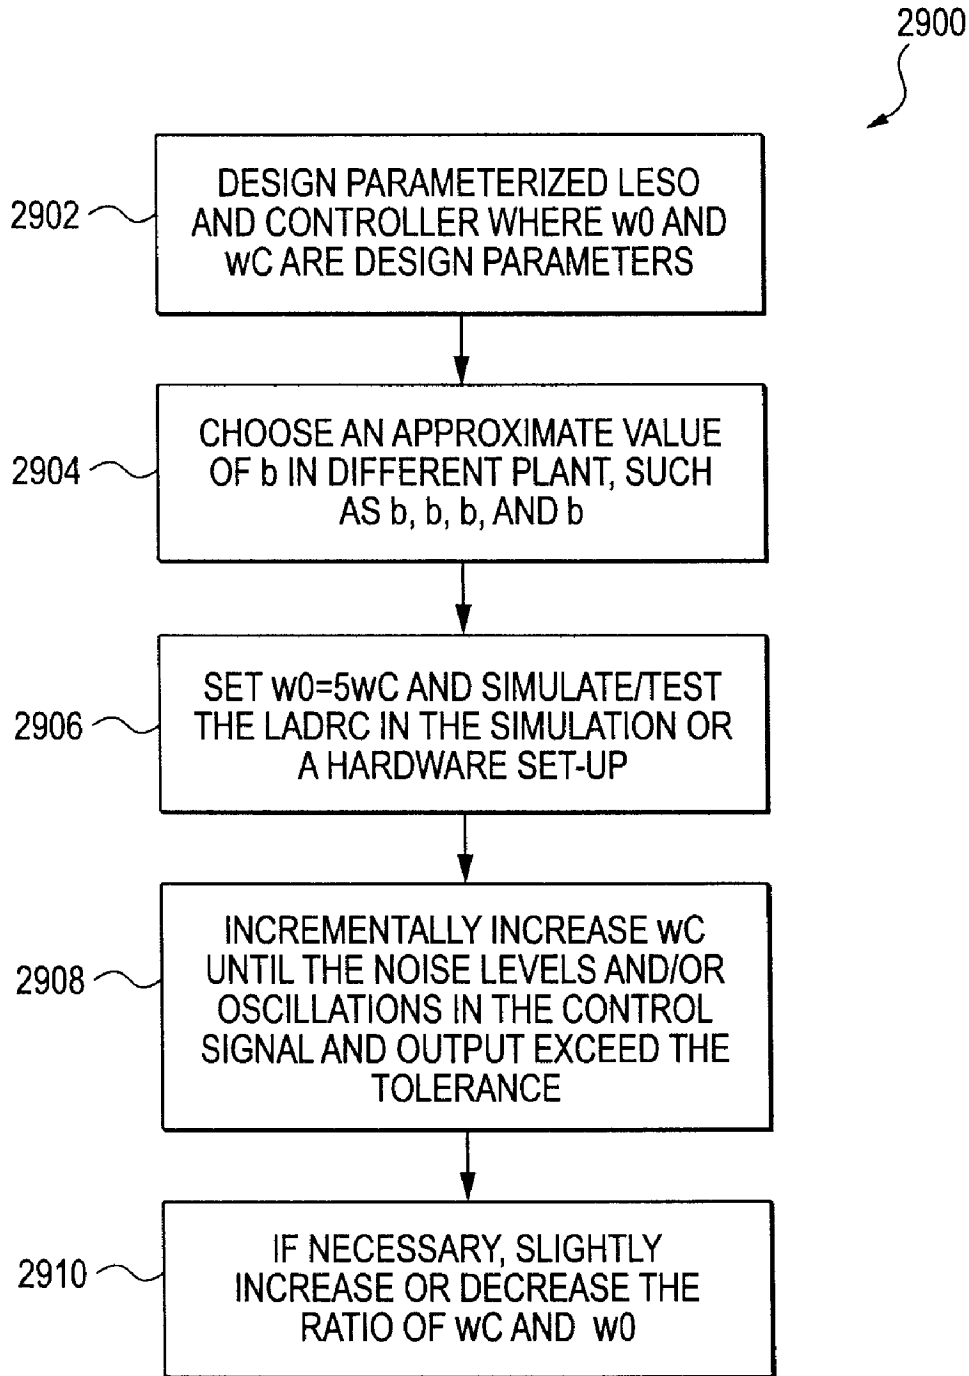 2900
2902
DESIGN PARAMETERIZED LESO
AND CONTROLLER WHERE w0 AND
wC ARE DESIGN PARAMETERS
2904
CHOOSE AN APPROXIMATE VALUE
OF b IN DIFFERENT PLANT, SUCH
AS b, b, b, AND b
2906
SET w0=5wC AND SIMULATE/TEST
THE LADRC IN THE SIMULATION OR
A HARDWARE SET-UP
2908
INCREMENTALLY INCREASE wC
UNTIL THE NOISE LEVELS AND/OR
OSCILLATIONS IN THE CONTROL
SIGNAL AND OUTPUT EXCEED THE
TOLERANCE
2910
IF NECESSARY, SLIGHTLY
INCREASE OR DECREASE THE
RATIO OF wC AND w0